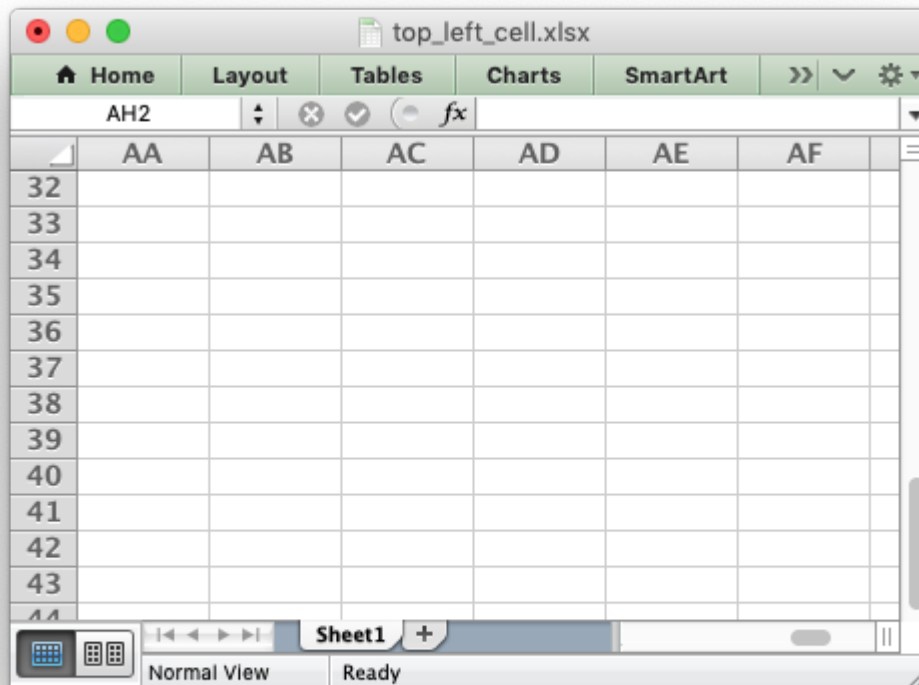 top_left_cell.xlsx
Home Layout Tables Charts SmartArt
AH2 fx
AA AB AC AD AE AF
32
33
34
35
36
37
38
39
40
41
42
43
44
Sheet1 +
Normal View Ready